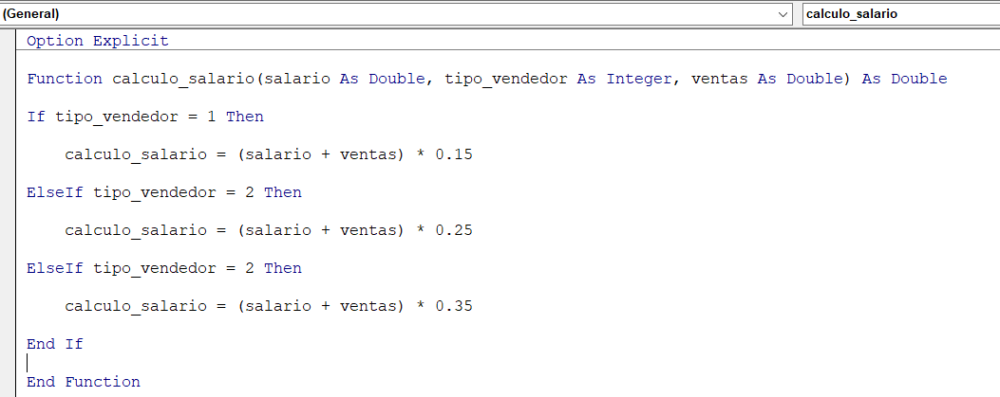 (General)
calculo_salario
Option Explicit
Function calculo_salario(salario As Double, tipo_vendedor As Integer, ventas As Double) As Double
If tipo_vendedor = 1 Then
calculo_salario = (salario + ventas) * 0.15
ElseIf tipo_vendedor = 2 Then
calculo_salario = (salario + ventas) * 0.25
ElseIf tipo_vendedor = 2 Then
calculo_salario = (salario + ventas) * 0.35
End If
End Function